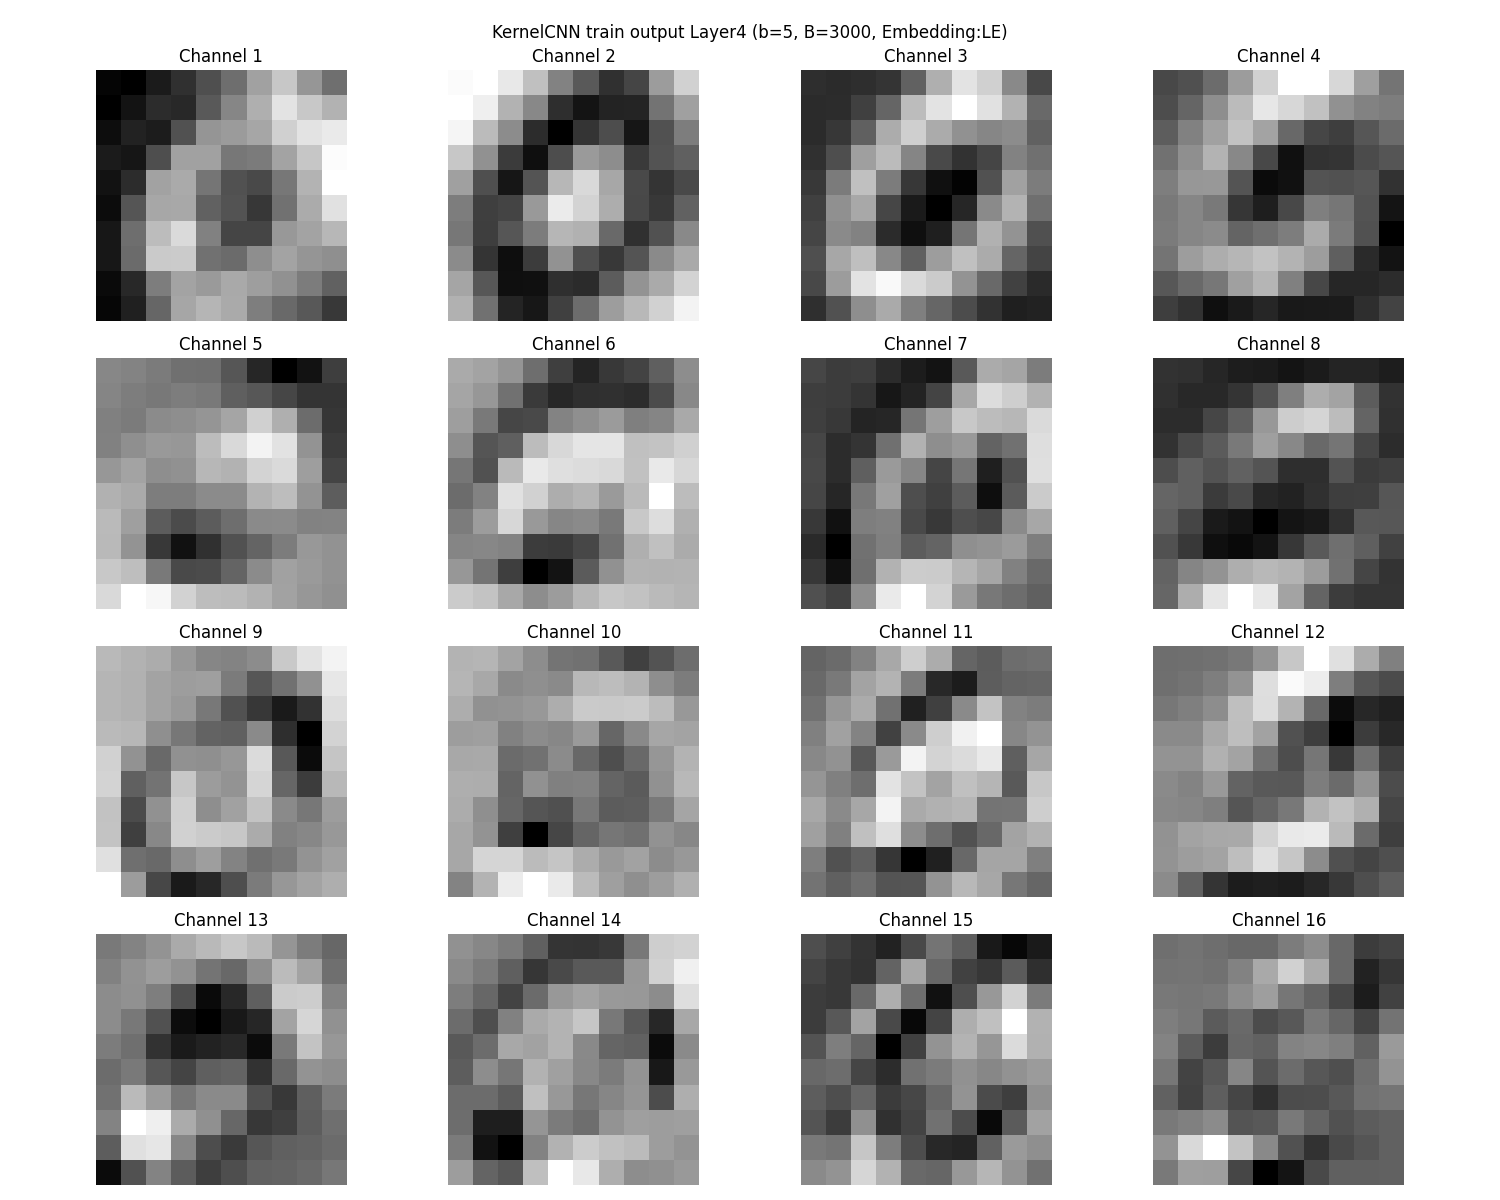 KernelCNN train output Layer4 (b=5, B=3000, Embedding:LE)
Channel 1
Channel 2
Channel 3
Channel 4
Channel 5
Channel 6
Channel 7
Channel 8
Channel 9
Channel 10
Channel 11
Channel 12
Channel 13
Channel 14
Channel 15
Channel 16